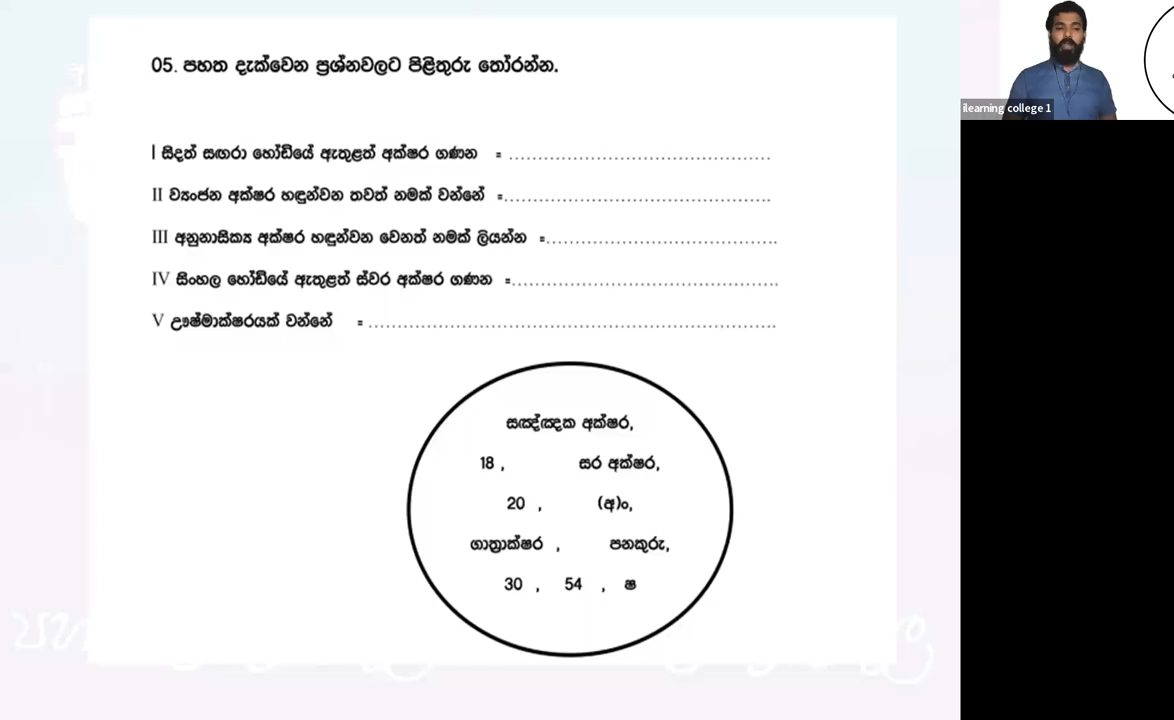 05. පහත දැක්වෙන ප්‍රශ්නවලට පිළිතුරු තෝරන්න.
I සිදත් සඟරා හෝඩියේ ඇතුළත් අක්ෂර ගණන = ............................................
II ව්‍යංජන අක්ෂර හඳුන්වන තවත් නමක් වන්නේ =.............................................
III අනුනාසික්‍ය අක්ෂර හඳුන්වන වෙනත් නමක් ලියන්න =.......................................
IV සිංහල හෝඩියේ ඇතුළත් ස්වර අක්ෂර ගණන =.............................................
V ඌෂ්මාක්ෂරයක් වන්නේ = .....................................................................
සඤ්ඤක අක්ෂර,
18 , සර අක්ෂර,
20 , (අ)ං,
ගාත්‍රාක්ෂර , පනකුරු,
30 , 54 , ෂ
ilearning college 1